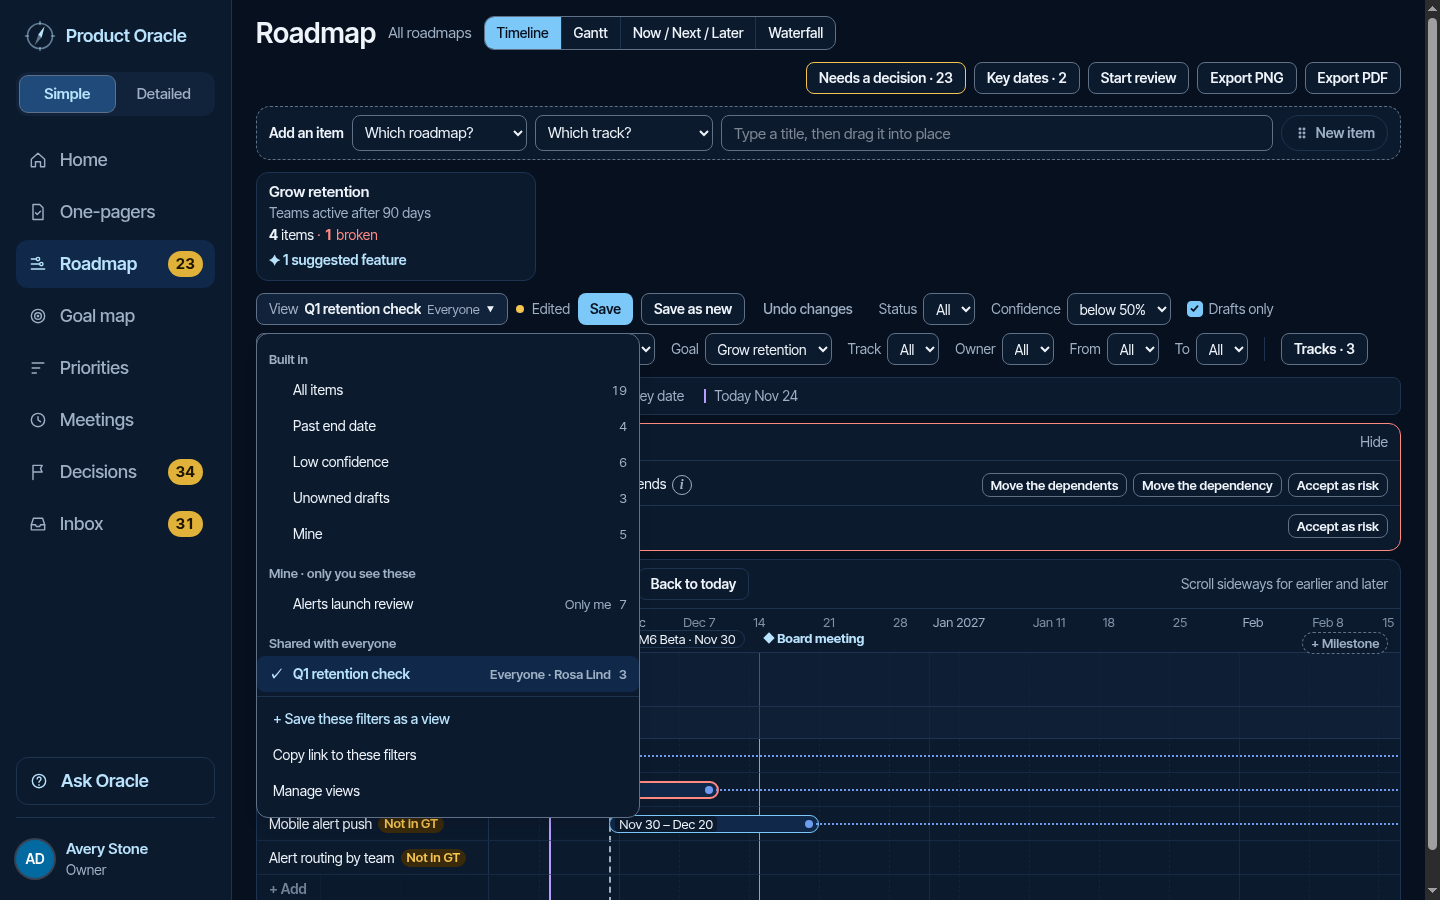 Product Oracle
Simple
Detailed
Home
One-pagers
Roadmap 23
Goal map
Priorities
Meetings
Decisions 34
Inbox 31
Ask Oracle
AD
Avery Stone
Owner
Roadmap All roadmaps Timeline Gantt Now / Next / Later Waterfall
Needs a decision · 23 Key dates · 2 Start review Export PNG Export PDF
Add an item Which roadmap? Which track? Type a title, then drag it into place New item
Grow retention
Teams active after 90 days
4 items · 1 broken
1 suggested feature
View Q1 retention check Everyone Edited Save Save as new Undo changes Status All Confidence below 50% Drafts only
Goal Grow retention Track All Owner All From All To All Tracks · 3
Built in
All items 19
Past end date 4
Low confidence 6
Unowned drafts 3
Mine 5
Mine · only you see these
Alerts launch review Only me 7
Shared with everyone
✓ Q1 retention check Everyone · Rosa Lind 3
+ Save these filters as a view
Copy link to these filters
Manage views
ey date Today Nov 24
Hide
ends i Move the dependents Move the dependency Accept as risk
Accept as risk
Back to today Scroll sideways for earlier and later
c Dec 7 14 21 28 Jan 2027 Jan 11 18 25 Feb Feb 8 15
M6 Beta · Nov 30 Board meeting + Milestone
Mobile alert push Not in GT Nov 30 – Dec 20
Alert routing by team Not in GT
+ Add